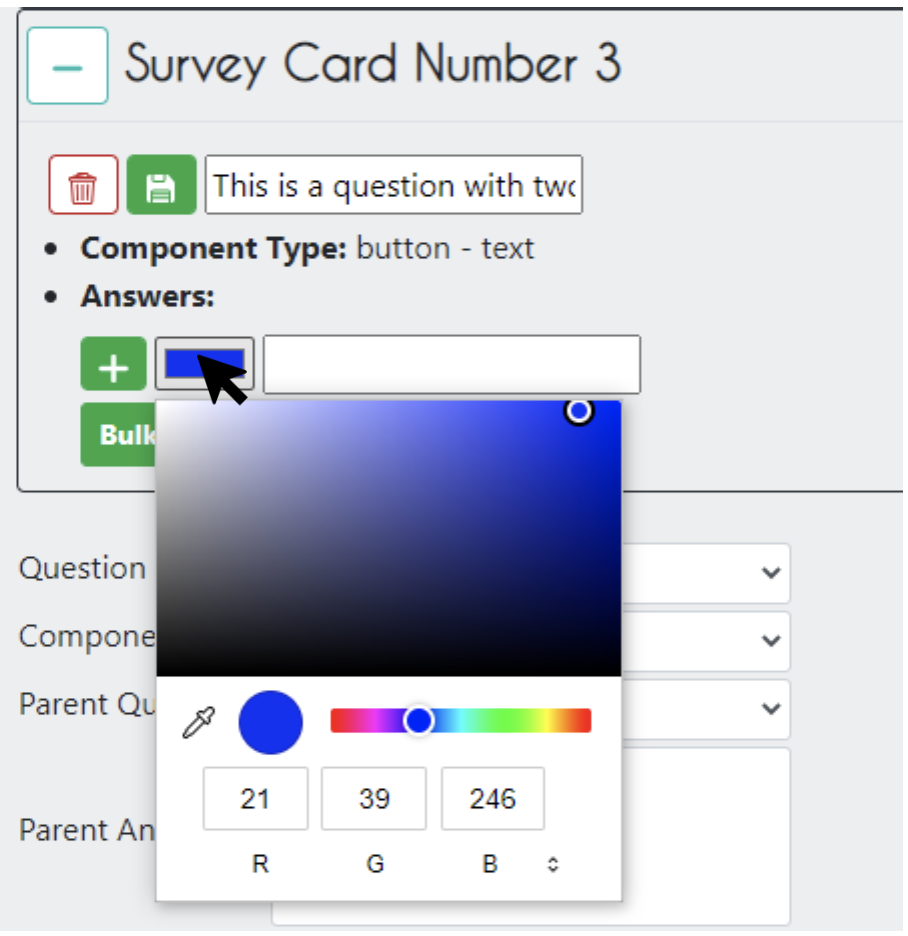 Survey Card Number 3
This is a question with two
Component Type: button - text
Answers:
Bulk
Question
Compone
Parent Qu
21 39 246
Parent An
R G B